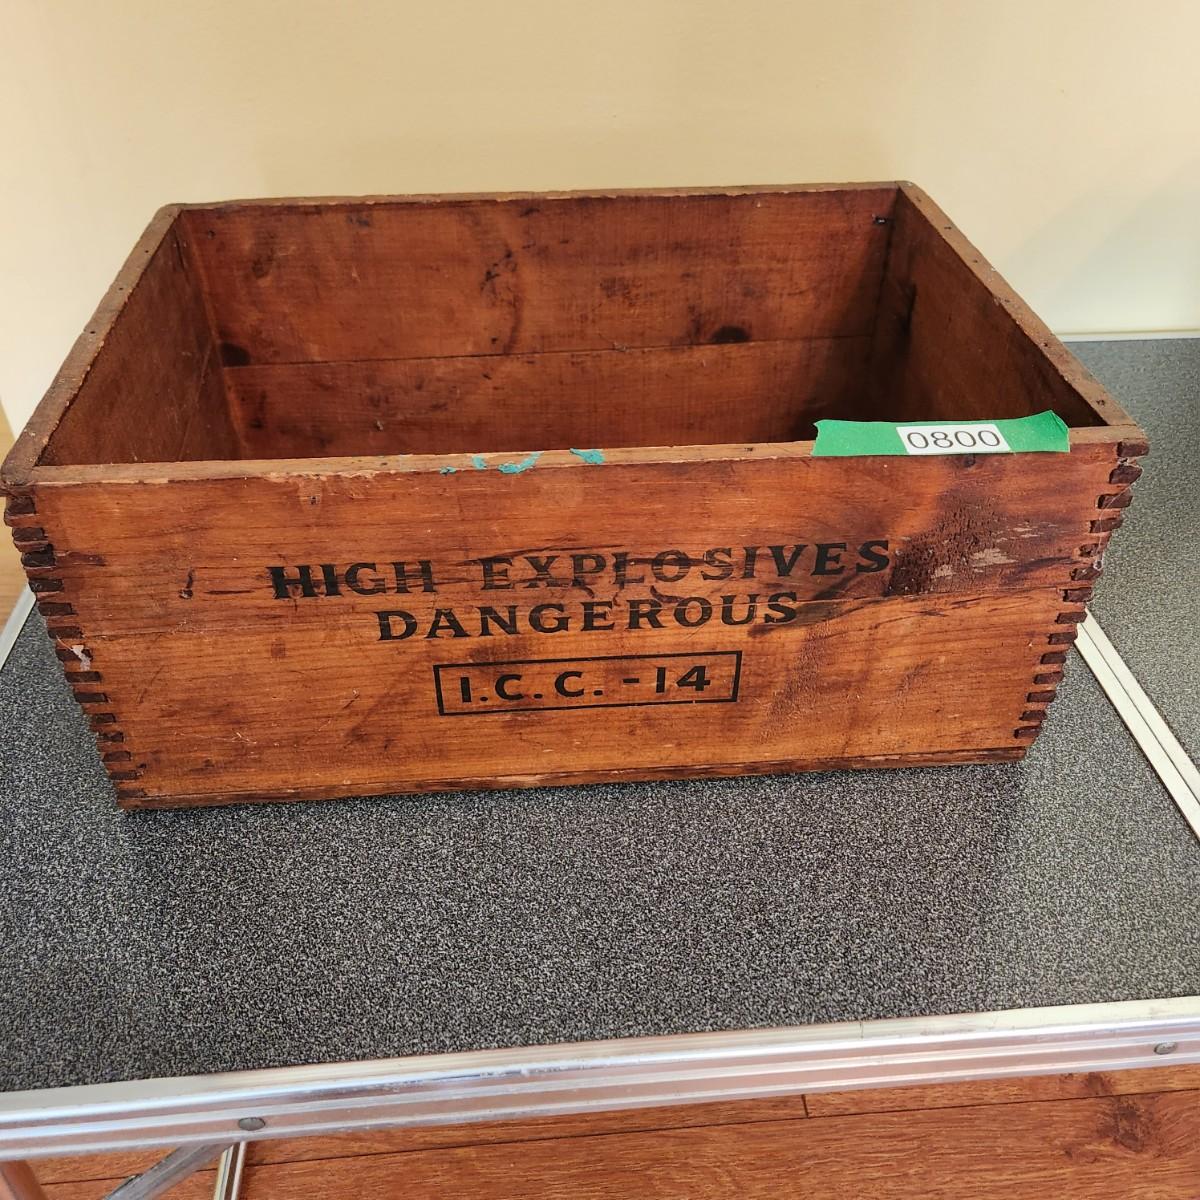 0800
HIGH EXPLOSIVES
DANGEROUS
I.C.C. -14